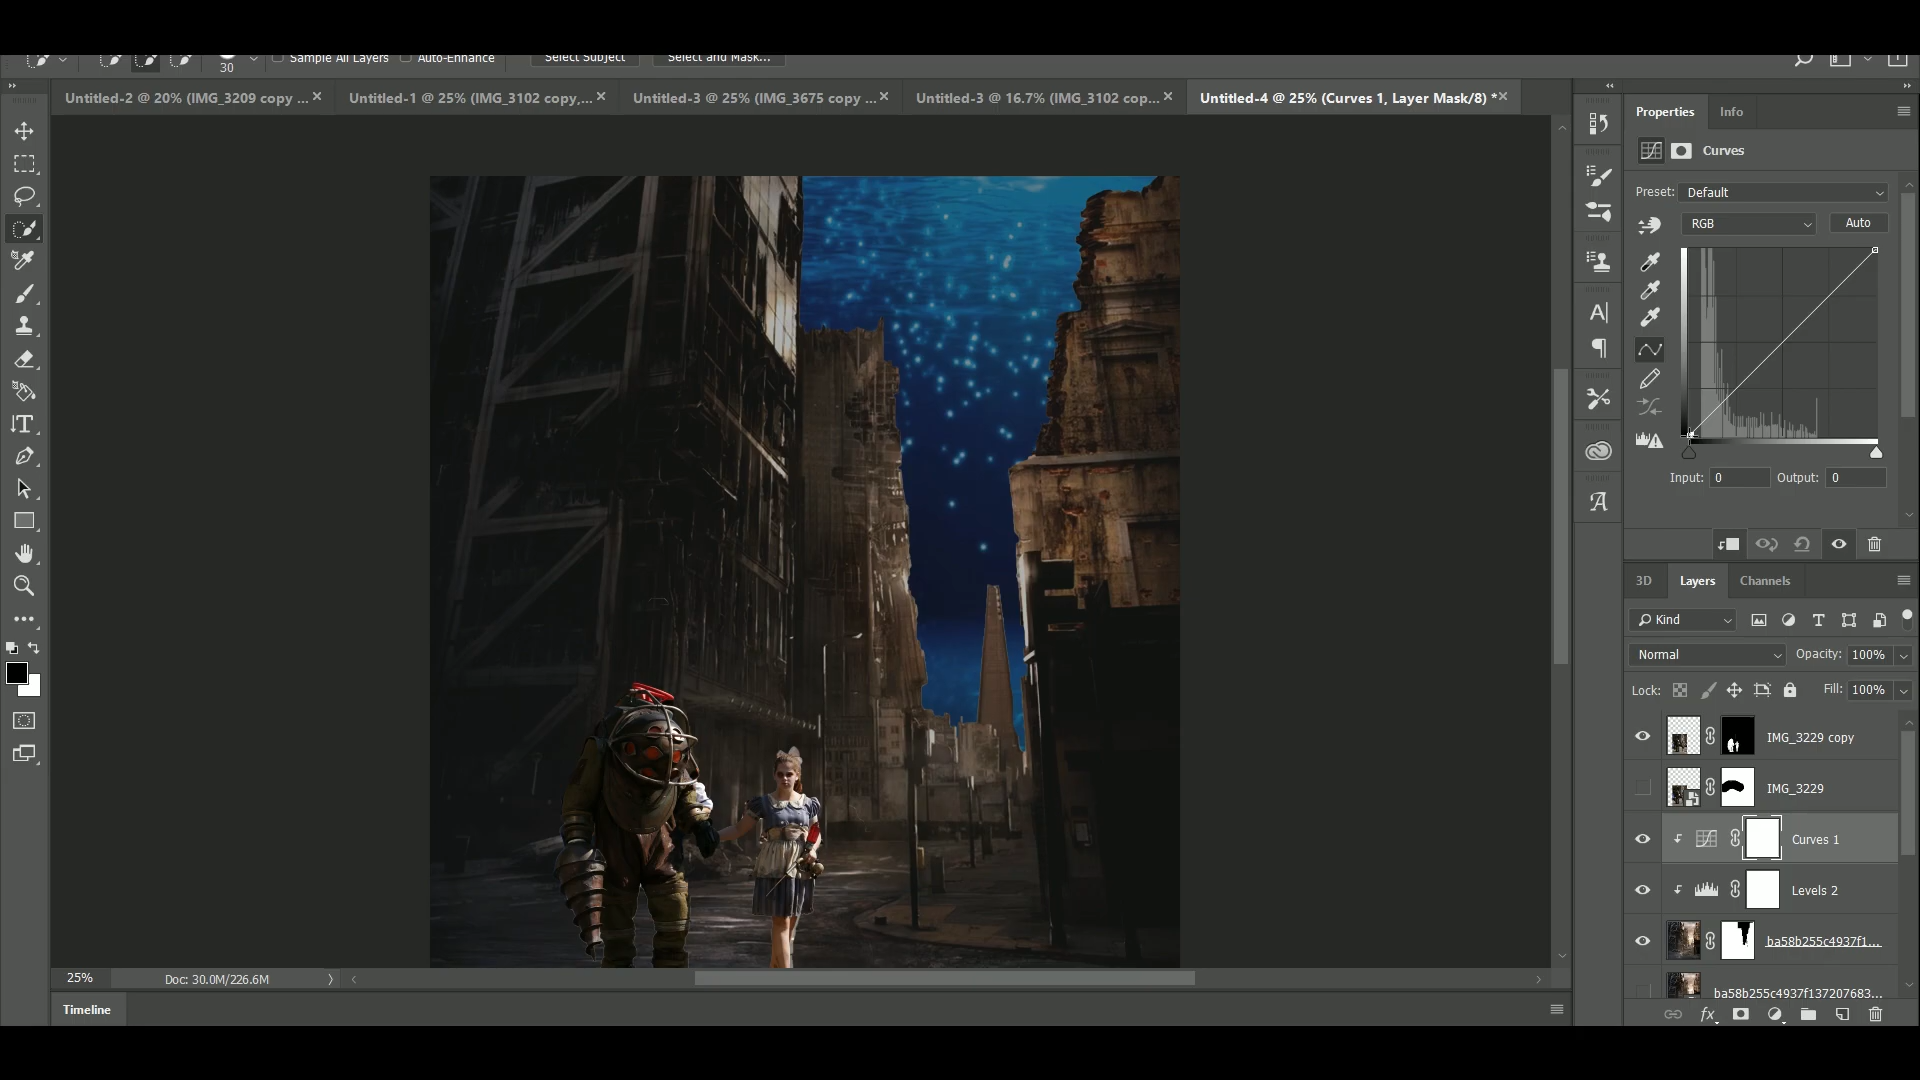 30
Sample All Layers
Auto-Enhance
Select Subject
Select and Mask...
Untitled-2 @ 20% (IMG_3209 copy ...
Untitled-1 @ 25% (IMG_3102 copy,...
Untitled-3 @ 25% (IMG_3675 copy ...
Untitled-3 @ 16.7% (IMG_3102 cop...
Untitled-4 @ 25% (Curves 1, Layer Mask/8) *
Properties
Info
Curves
Preset: Default
RGB
Auto
Input: 0
Output: 0
3D
Layers
Channels
Kind
Normal
Opacity: 100%
Lock:
Fill: 100%
IMG_3229 copy
IMG_3229
Curves 1
Levels 2
ba58b255c4937f1...
ba58b255c4937f137207683...
25%
Doc: 30.0M/226.6M
Timeline